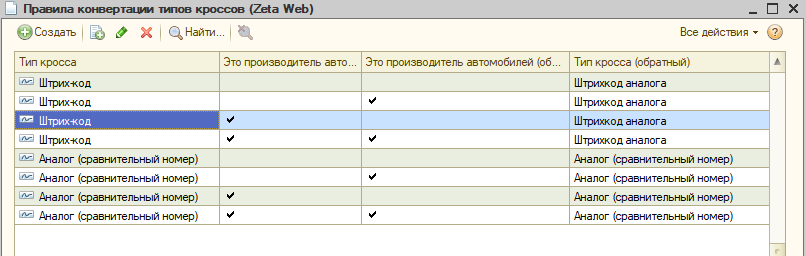 Правила конвертации типов кроссов (Zeta Web)
Создать Найти... Все действия
Тип кросса Это производитель авто... Это производитель автомобилей (об... Тип кросса (обратный)
Штрих-код Штрихкод аналога
Штрих-код Штрихкод аналога
Штрих-код Штрихкод аналога
Штрих-код Штрихкод аналога
Аналог (сравнительный номер) Аналог (сравнительный номер)
Аналог (сравнительный номер) Аналог (сравнительный номер)
Аналог (сравнительный номер) Аналог (сравнительный номер)
Аналог (сравнительный номер) Аналог (сравнительный номер)